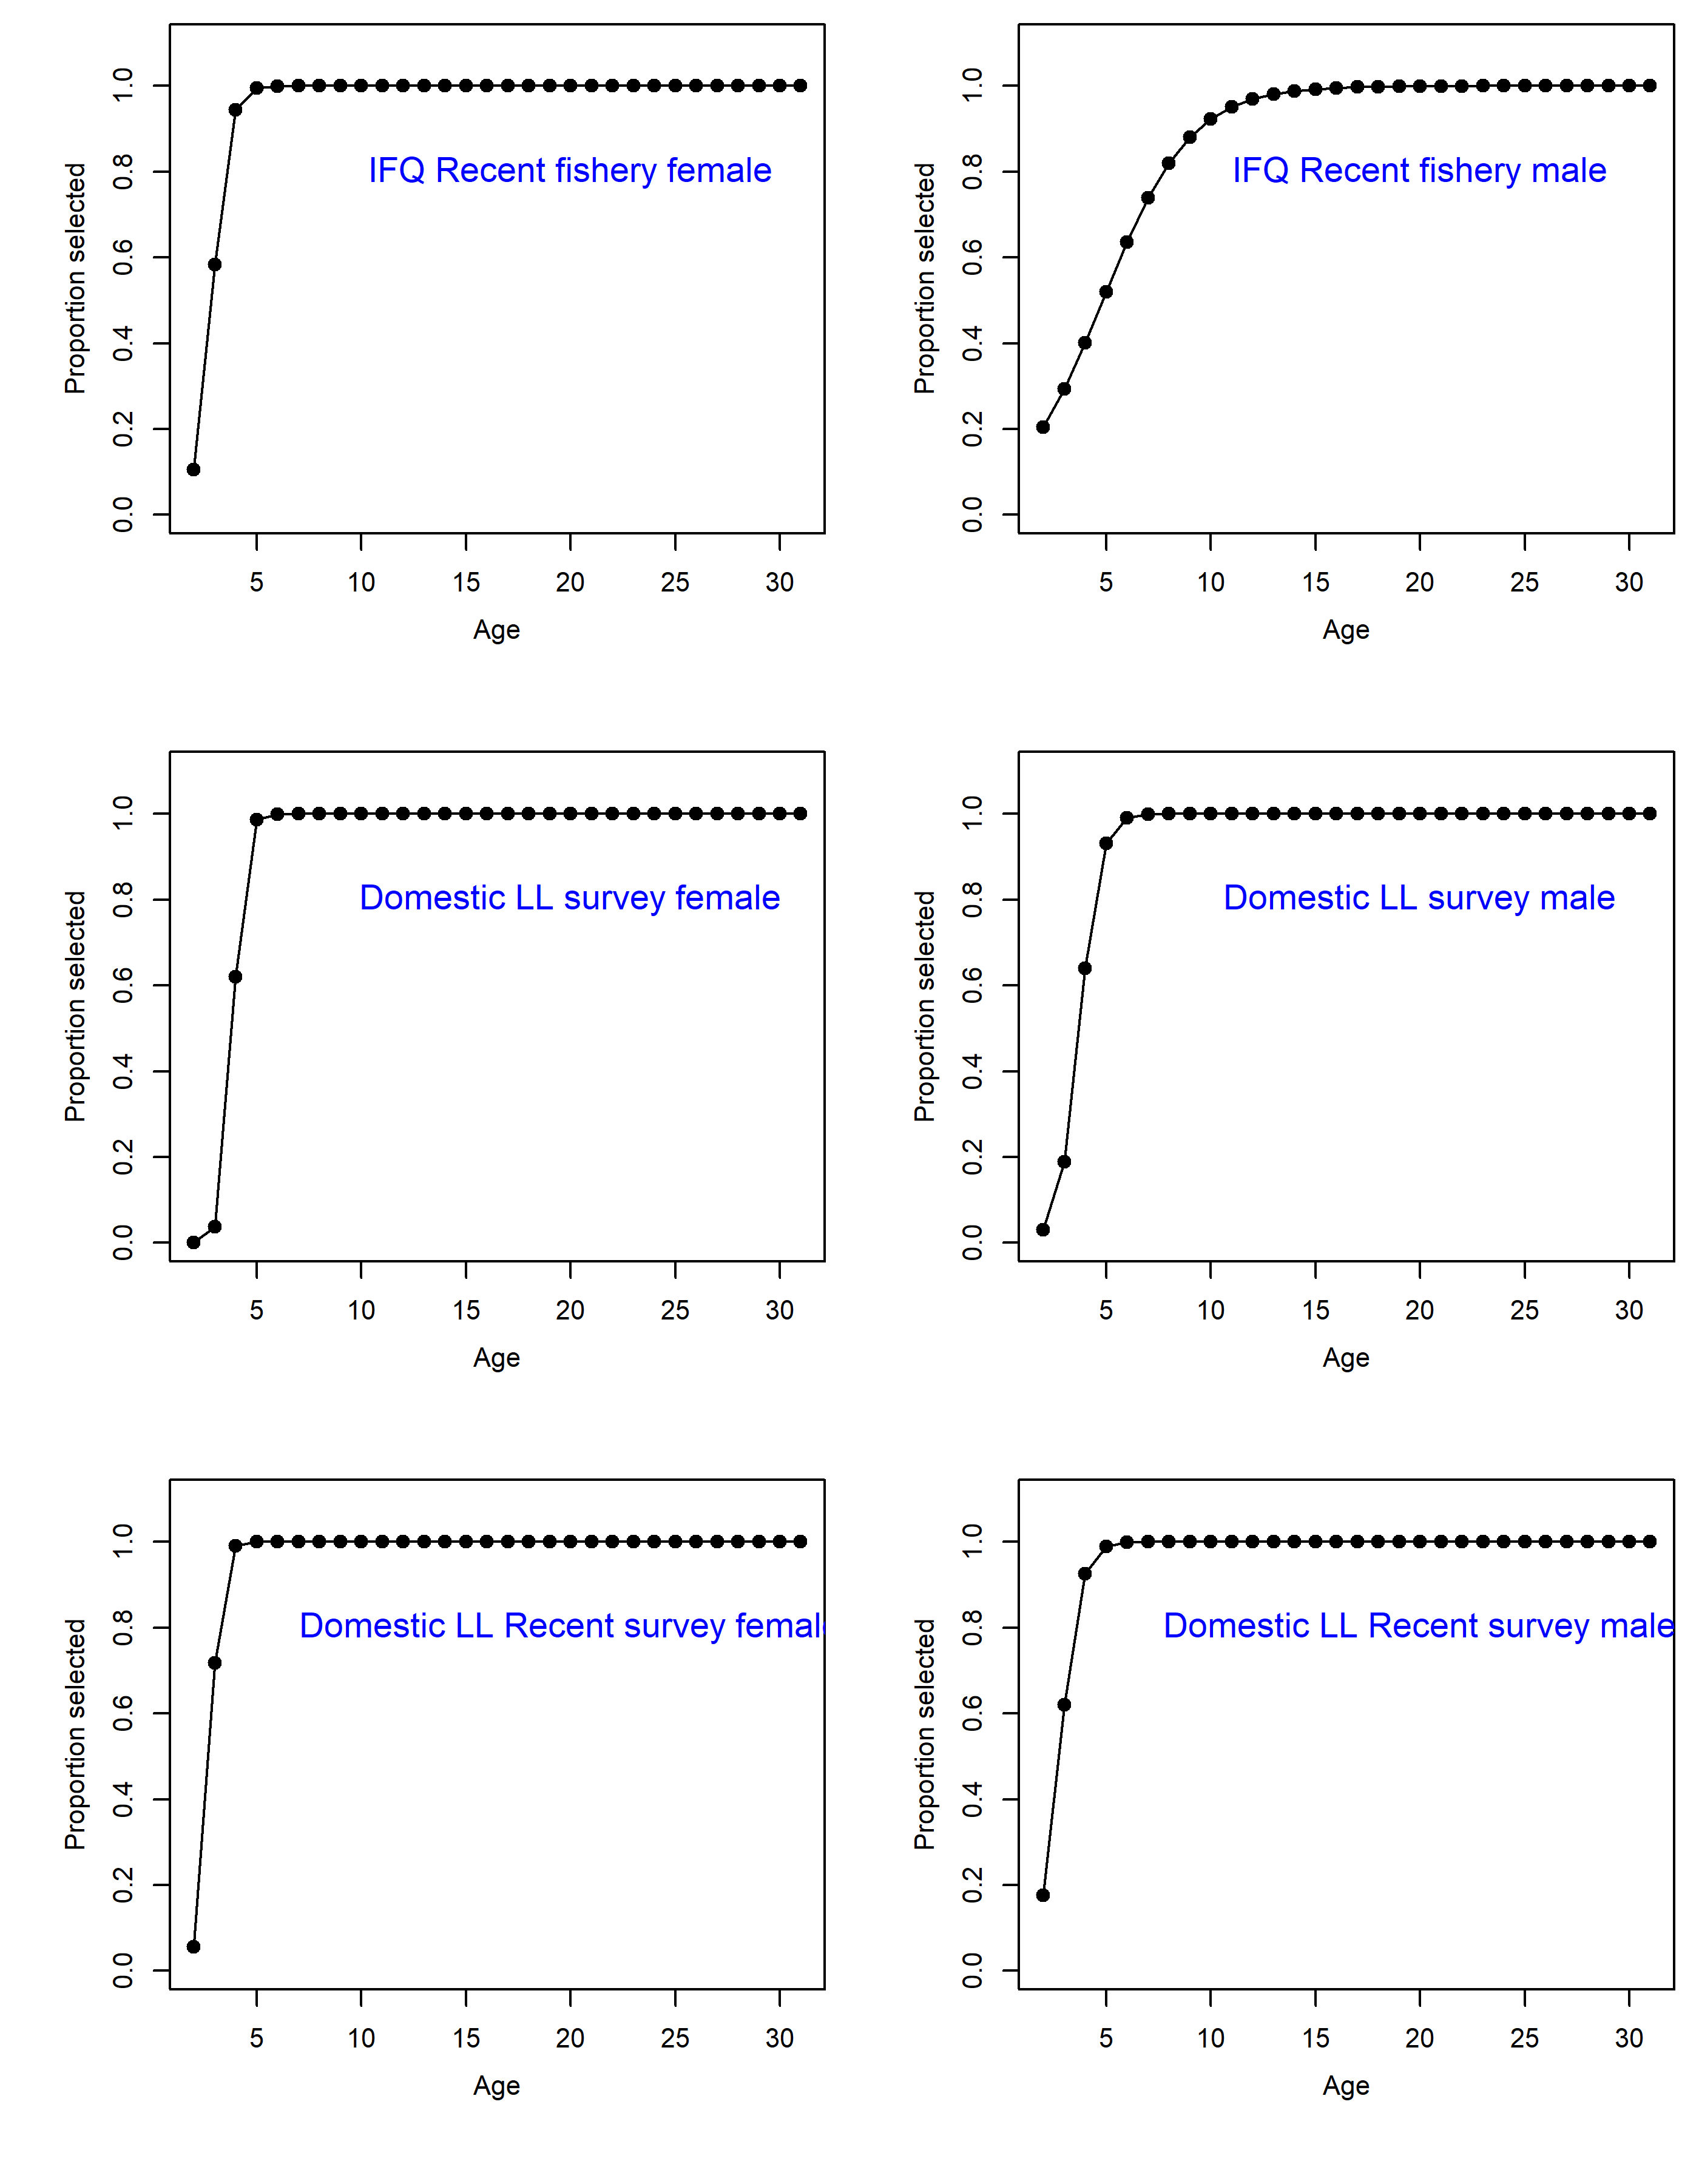 Proportion selected
0.0 0.2 0.4 0.6 0.8 1.0
IFQ Recent fishery female
5 10 15 20 25 30
Age
Proportion selected
0.0 0.2 0.4 0.6 0.8 1.0
IFQ Recent fishery male
5 10 15 20 25 30
Age
Proportion selected
0.0 0.2 0.4 0.6 0.8 1.0
Domestic LL survey female
5 10 15 20 25 30
Age
Proportion selected
0.0 0.2 0.4 0.6 0.8 1.0
Domestic LL survey male
5 10 15 20 25 30
Age
Proportion selected
0.0 0.2 0.4 0.6 0.8 1.0
Domestic LL Recent survey femal
5 10 15 20 25 30
Age
Proportion selected
0.0 0.2 0.4 0.6 0.8 1.0
Domestic LL Recent survey male
5 10 15 20 25 30
Age